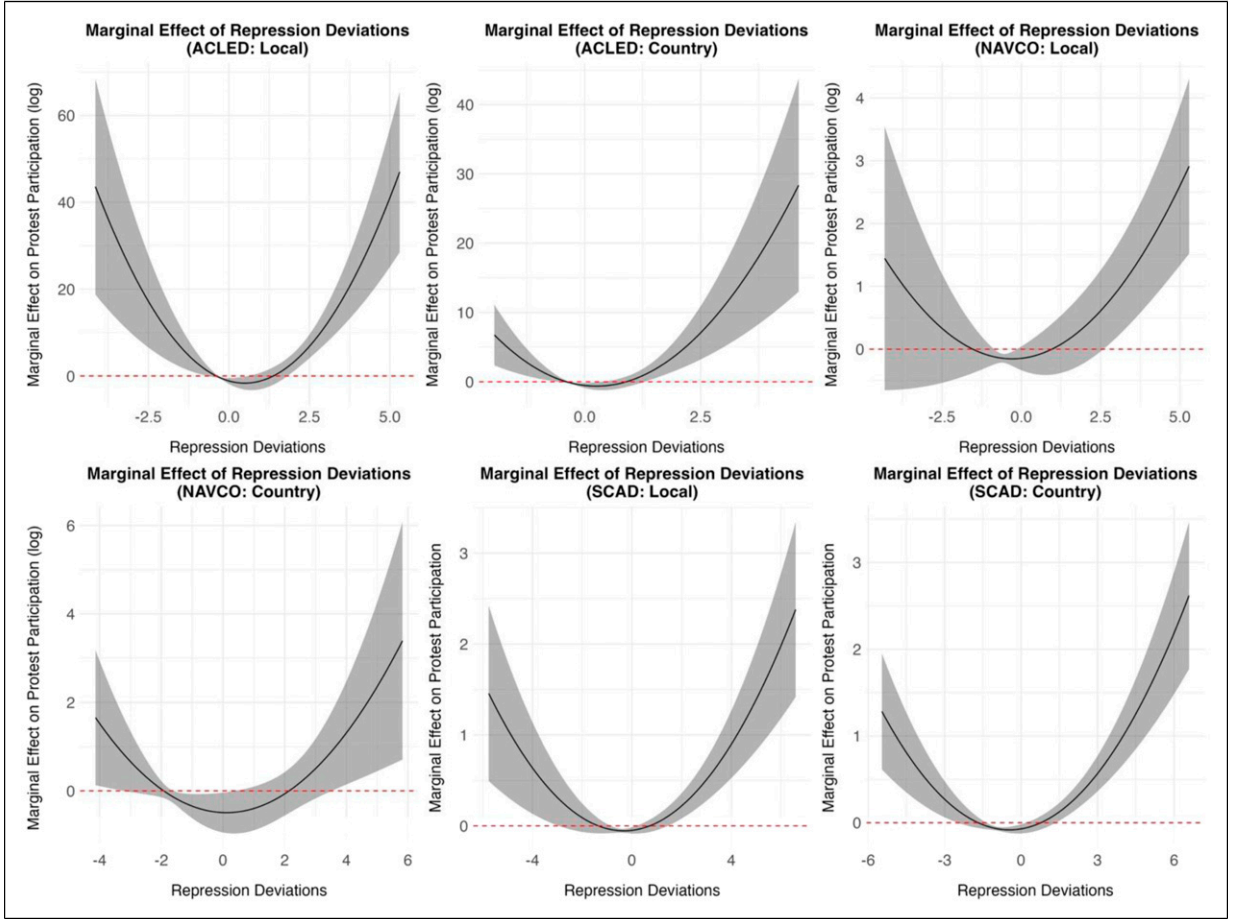 Marginal Effect of Repression Deviations
(ACLED: Local)
Marginal Effect on Protest Participation (log)
60
40
20
0
-2.5
0.0
2.5
5.0
Repression Deviations
Marginal Effect of Repression Deviations
(ACLED: Country)
Marginal Effect on Protest Participation (log)
40
30
20
10
0
0.0
2.5
Repression Deviations
Marginal Effect of Repression Deviations
(NAVCO: Local)
Marginal Effect on Protest Participation (log)
4
3
2
1
0
-2.5
0.0
2.5
5.0
Repression Deviations
Marginal Effect of Repression Deviations
(NAVCO: Country)
Marginal Effect on Protest Participation (log)
6
4
2
0
-4
-2
0
2
4
6
Repression Deviations
Marginal Effect of Repression Deviations
(SCAD: Local)
Marginal Effect on Protest Participation
3
2
1
0
-4
0
4
Repression Deviations
Marginal Effect of Repression Deviations
(SCAD: Country)
Marginal Effect on Protest Participation
3
2
1
0
-6
-3
0
3
6
Repression Deviations